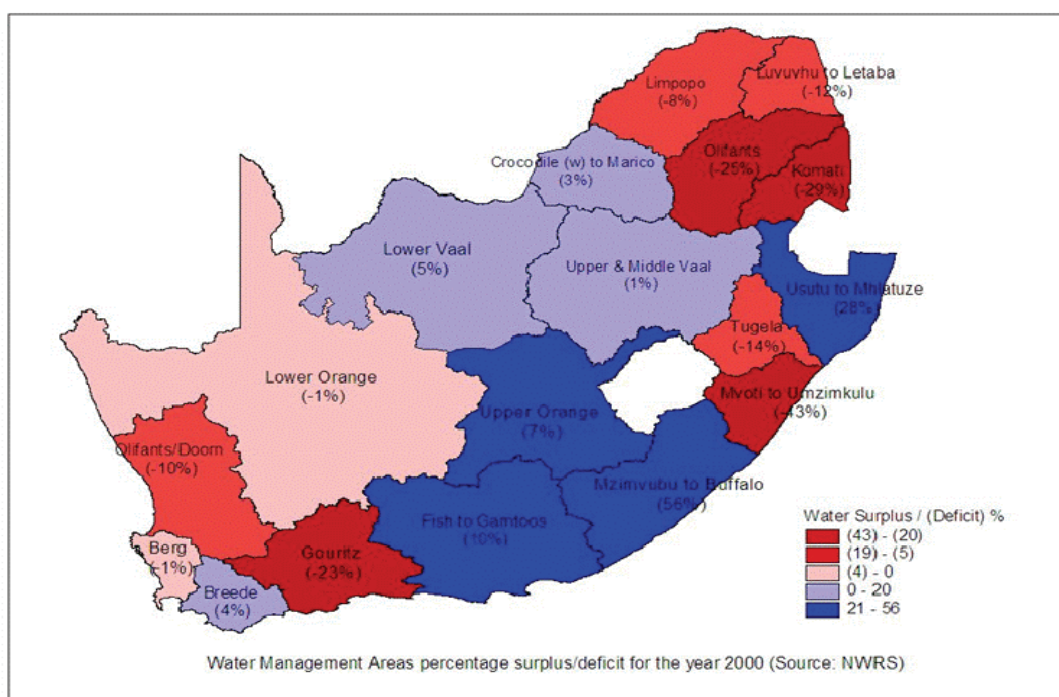 Limpopo
(-8%)
Luvuvhu to Letaba
(-12%)
Olifants
(-25%)
Komati
(-29%)
Crocodile (w) to Marico
(3%)
Lower Vaal
(5%)
Upper & Middle Vaal
(1%)
Usutu to Mhlatuze
(28%)
Tugela
(-14%)
Mvoti to Umzimkulu
(-43%)
Lower Orange
(-1%)
Upper Orange
(7%)
Olifants/Doorn
(-10%)
Mzimvubu to Buffalo
(56%)
Fish to Gamtoos
(10%)
Gouritz
(-23%)
Berg
(-1%)
Breede
(4%)
Water Surplus / (Deficit) %
(43) - (20)
(19) - (5)
(4) - 0
0 - 20
21 - 56
Water Management Areas percentage surplus/deficit for the year 2000 (Source: NWRS)